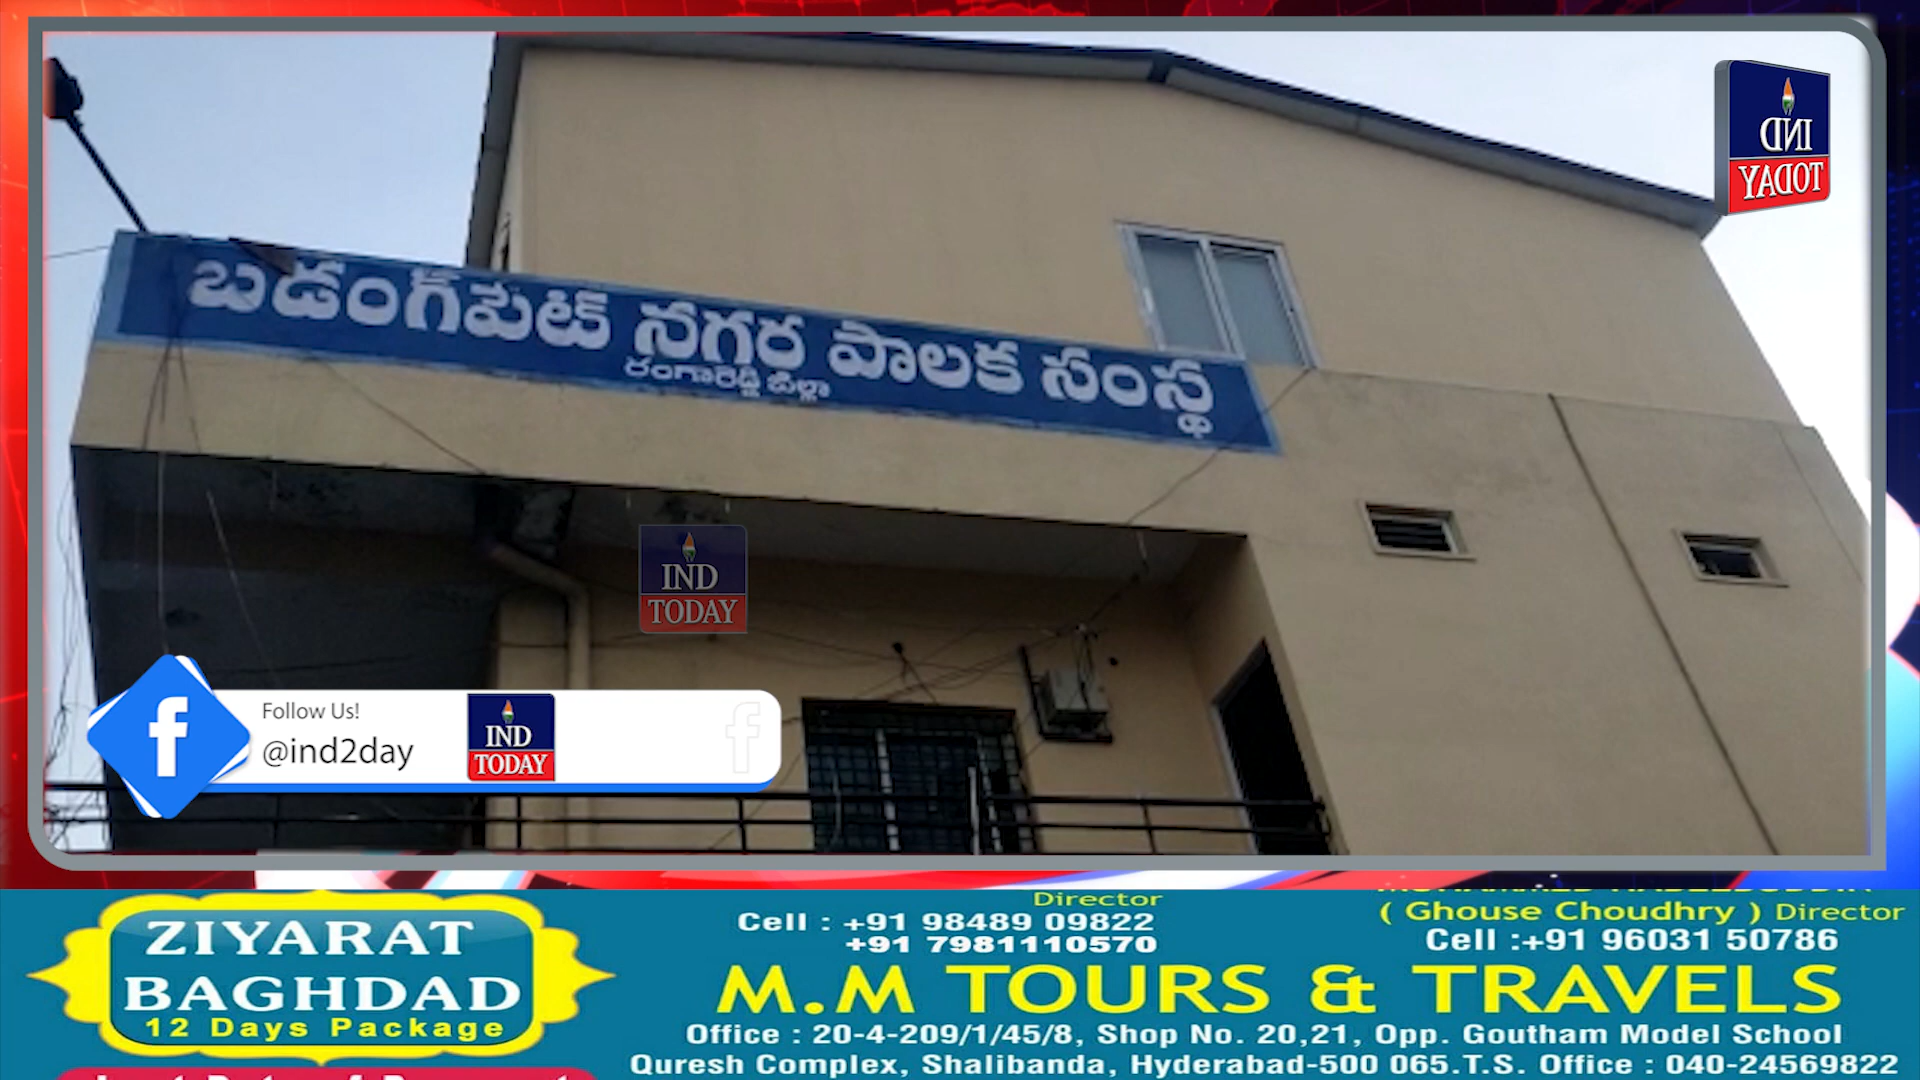 IND
TODAY
బడంగ్‌పేట్ నగర పాలక సంస్థ
రంగారెడ్డి జిల్లా
IND
TODAY
Follow Us!
@ind2day
IND
TODAY
ZIYARAT
BAGHDAD
12 Days Package
Director
Cell : +91 98489 09822
+91 7981110570
( Ghouse Choudhry ) Director
Cell :+91 96031 50786
M.M TOURS & TRAVELS
Office : 20-4-209/1/45/8, Shop No. 20,21, Opp. Goutham Model School
Quresh Complex, Shalibanda, Hyderabad-500 065.T.S. Office : 040-24569822